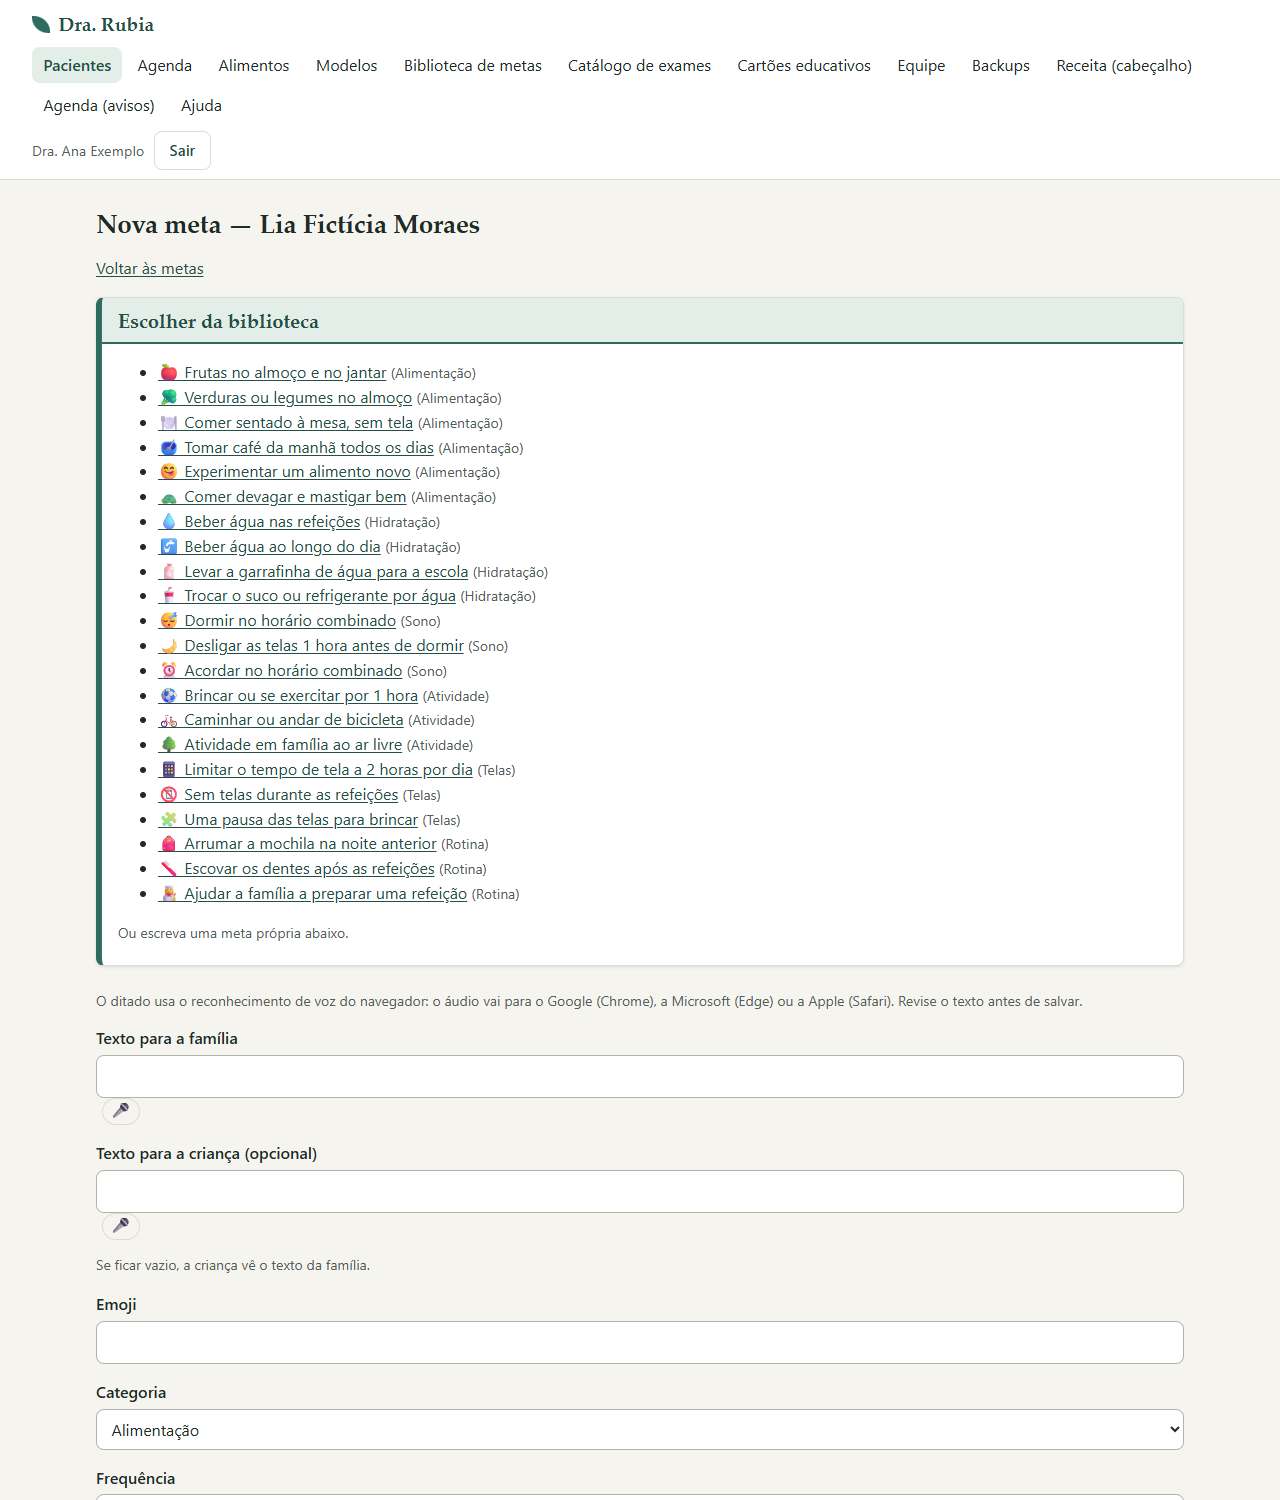 Dra. Rubia
Pacientes Agenda Alimentos Modelos Biblioteca de metas Catálogo de exames Cartões educativos Equipe Backups Receita (cabeçalho)
Agenda (avisos) Ajuda
Dra. Ana Exemplo Sair
Nova meta — Lia Fictícia Moraes
Voltar às metas
Escolher da biblioteca
Frutas no almoço e no jantar (Alimentação)
Verduras ou legumes no almoço (Alimentação)
Comer sentado à mesa, sem tela (Alimentação)
Tomar café da manhã todos os dias (Alimentação)
Experimentar um alimento novo (Alimentação)
Comer devagar e mastigar bem (Alimentação)
Beber água nas refeições (Hidratação)
Beber água ao longo do dia (Hidratação)
Levar a garrafinha de água para a escola (Hidratação)
Trocar o suco ou refrigerante por água (Hidratação)
Dormir no horário combinado (Sono)
Desligar as telas 1 hora antes de dormir (Sono)
Acordar no horário combinado (Sono)
Brincar ou se exercitar por 1 hora (Atividade)
Caminhar ou andar de bicicleta (Atividade)
Atividade em família ao ar livre (Atividade)
Limitar o tempo de tela a 2 horas por dia (Telas)
Sem telas durante as refeições (Telas)
Uma pausa das telas para brincar (Telas)
Arrumar a mochila na noite anterior (Rotina)
Escovar os dentes após as refeições (Rotina)
Ajudar a família a preparar uma refeição (Rotina)
Ou escreva uma meta própria abaixo.
O ditado usa o reconhecimento de voz do navegador: o áudio vai para o Google (Chrome), a Microsoft (Edge) ou a Apple (Safari). Revise o texto antes de salvar.
Texto para a família
Texto para a criança (opcional)
Se ficar vazio, a criança vê o texto da família.
Emoji
Categoria
Alimentação
Frequência